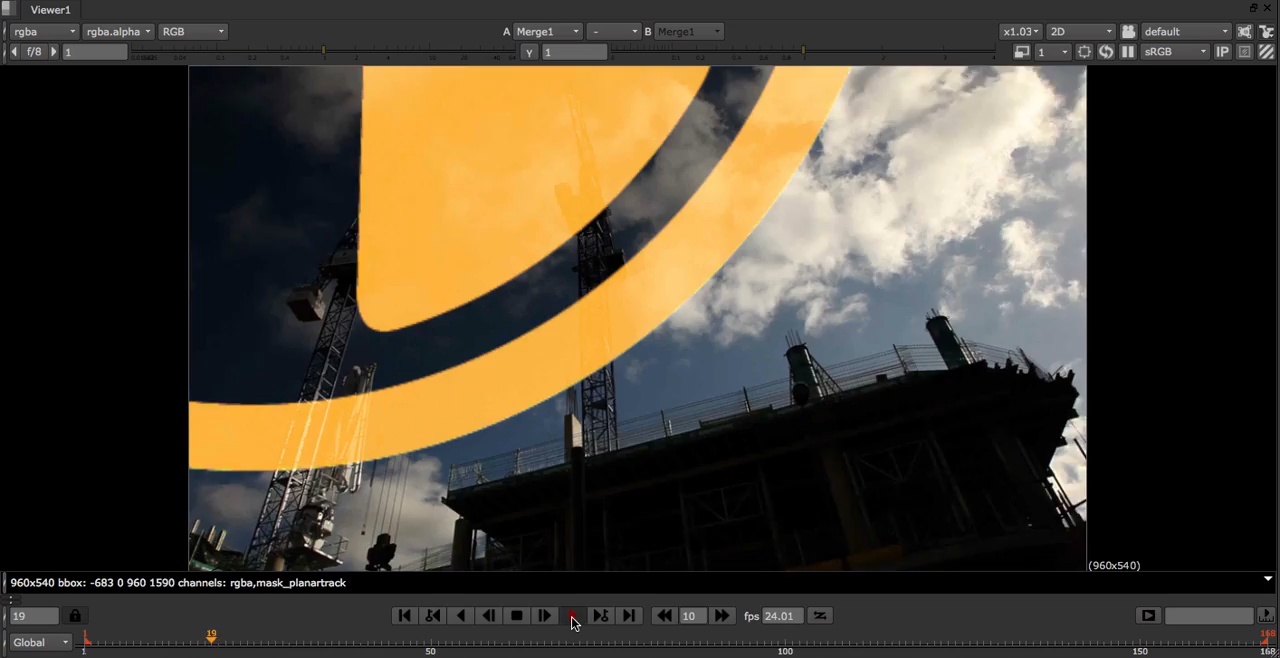 Viewer1
rgba rgba.alpha RGB A Merge1 - B Merge1 x1.03 2D default
f/8 1 Y 1 1 sRGB IP
(960x540)
960x540 bbox: -683 0 960 1590 channels: rgba,mask_planartrack
19 10 fps 24.01
Global 1 19 168
1 50 100 150 168